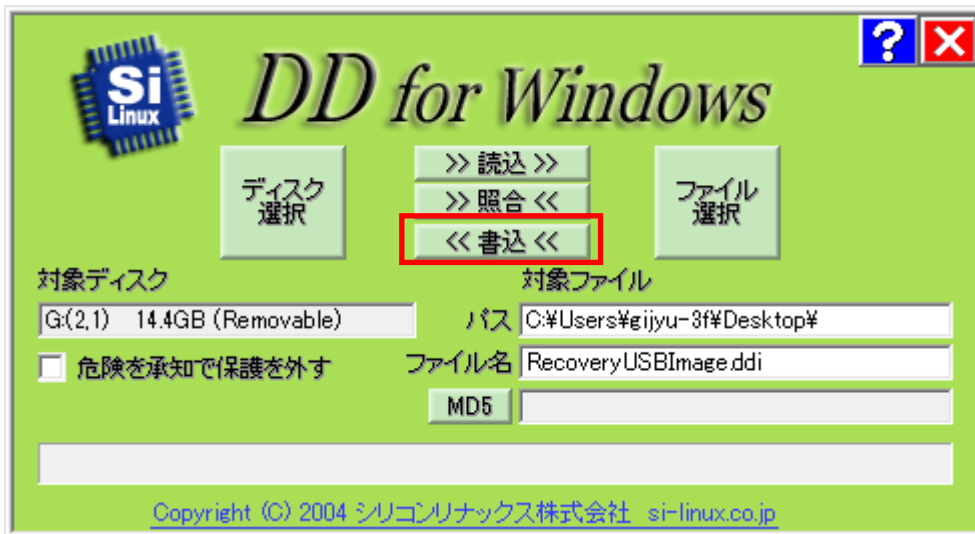 Si
Linux
DD for Windows
?
ディスク
選択
>> 読込 >>
>> 照合 <<
<< 書込 <<
ファイル
選択
対象ディスク
対象ファイル
G:(2,1) 14.4GB (Removable)
パス C:¥Users¥gijyu-3f¥Desktop¥
危険を承知で保護を外す
ファイル名 RecoveryUSBImage.ddi
MD5
Copyright (C) 2004 シリコンリナックス株式会社 si-linux.co.jp